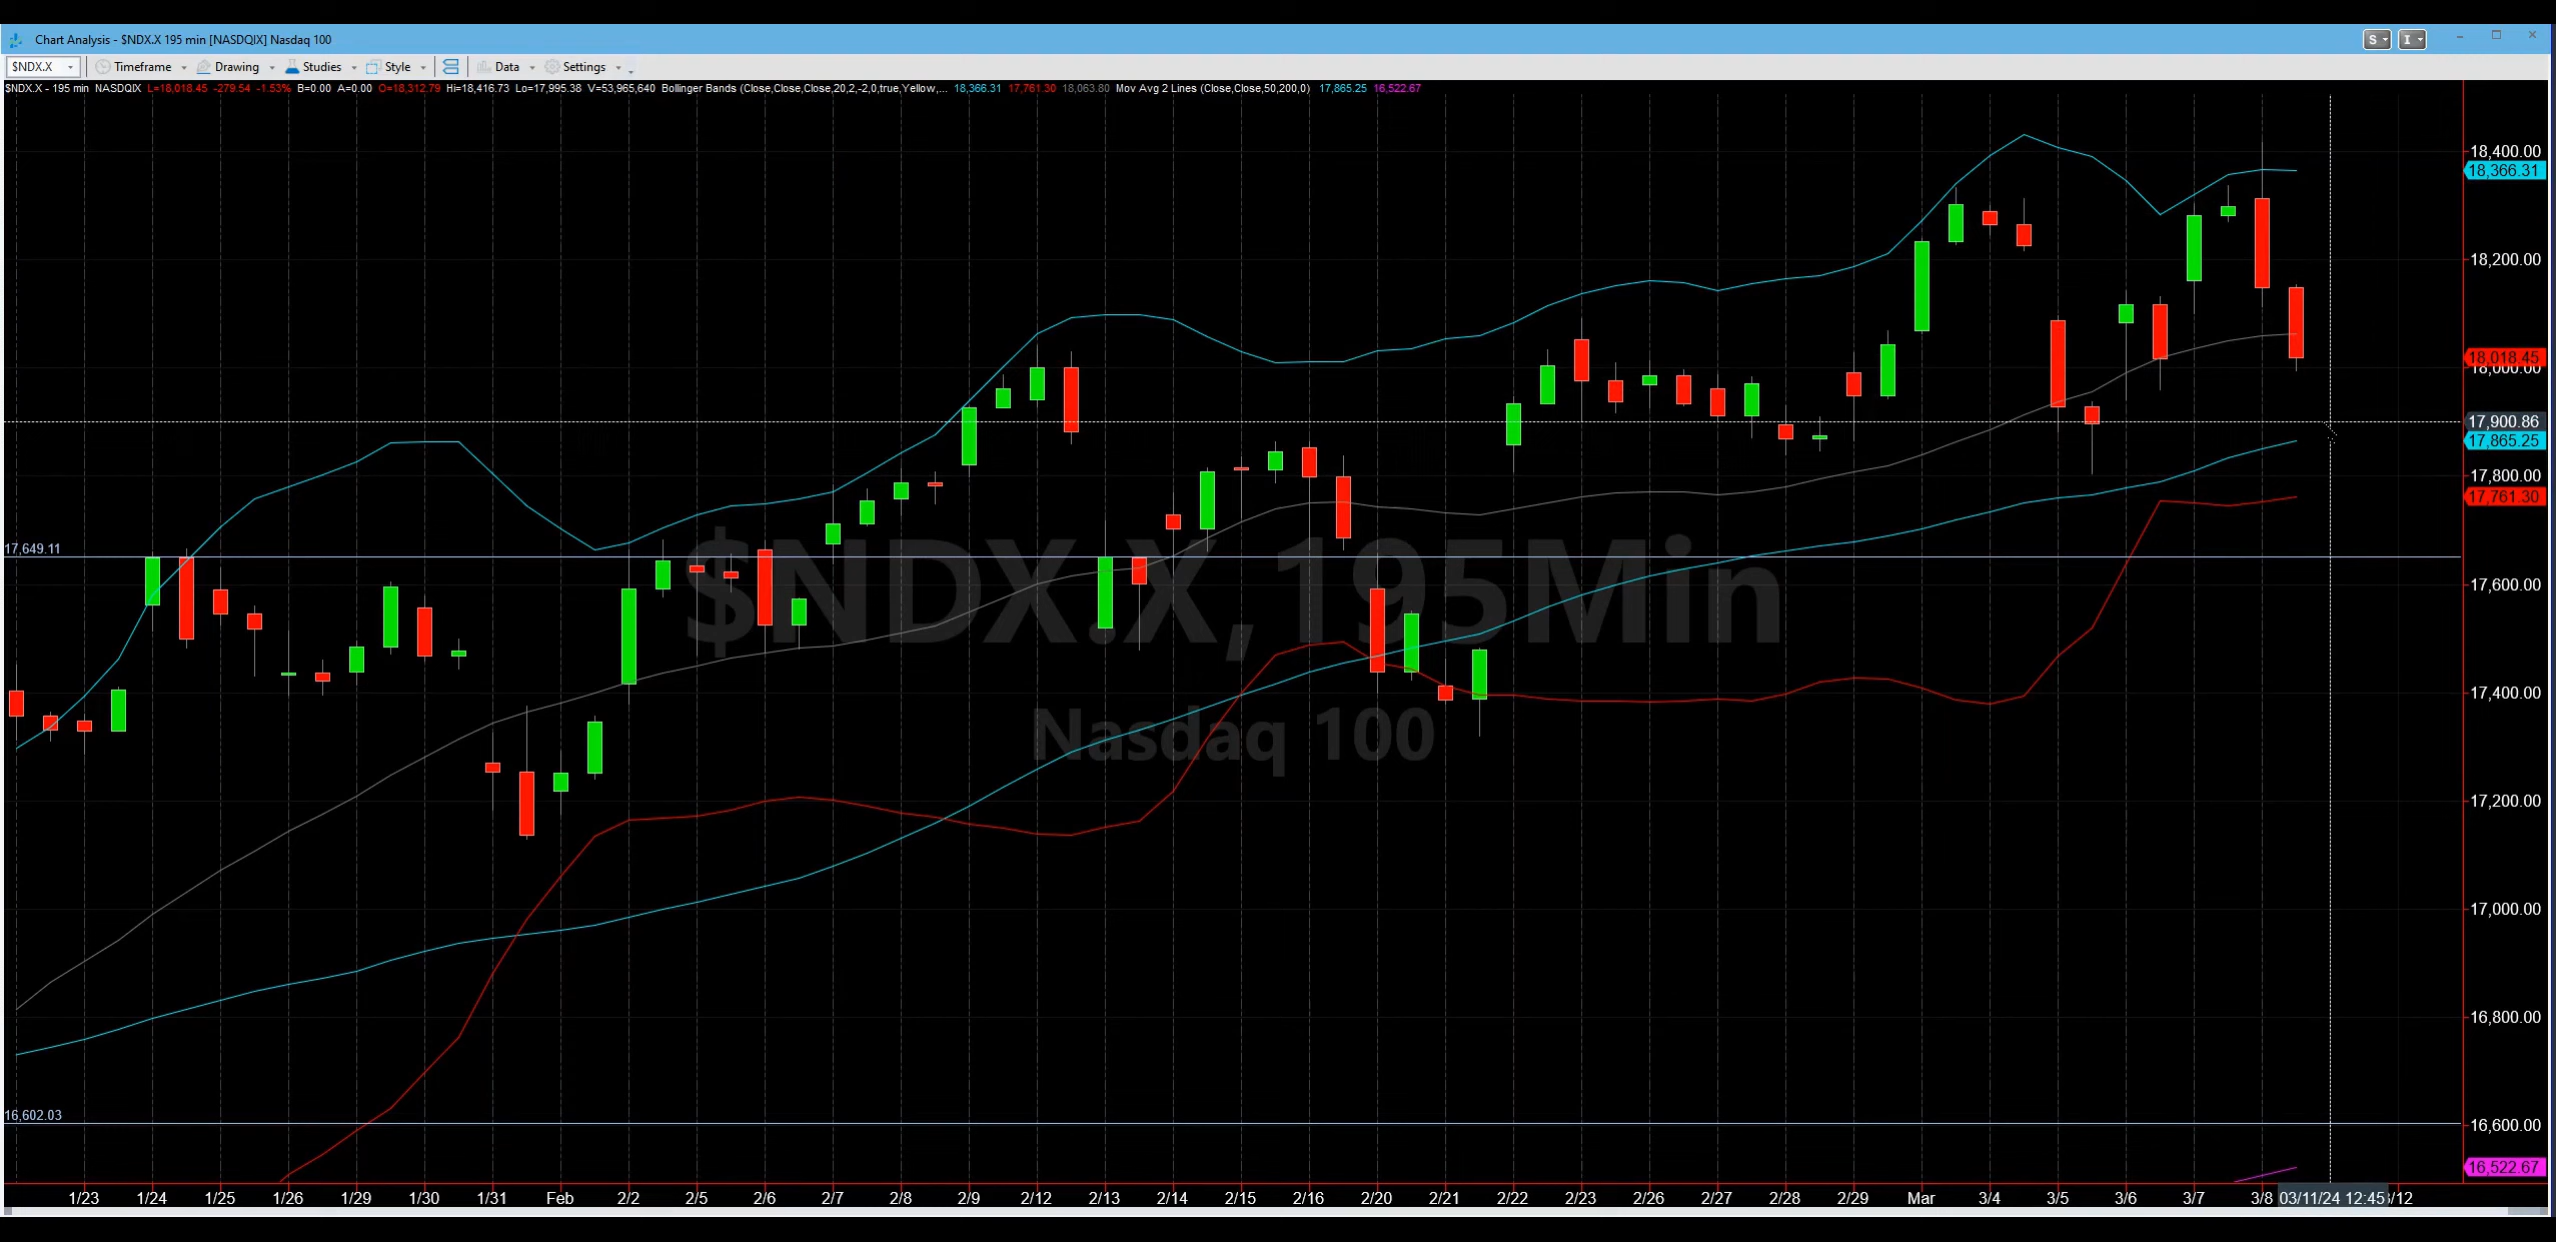 Chart Analysis - $NDX.X 195 min [NASDQIX] Nasdaq 100
S I
$NDX.X Timeframe Drawing Studies Style Data Settings
$NDX.X - 195 min NASDQIX L=18,018.45 -279.54 -1.53% B=0.00 A=0.00 O=18,312.79 Hi=18,416.73 Lo=17,995.38 V=53,965,640 Bollinger Bands (Close,Close,Close,20,2,-2,0,true,Yellow,... 18,366.31 17,761.30 18,063.80 Mov Avg 2 Lines (Close,Close,50,200,0) 17,865.25 16,522.67
18,400.00
18,366.31
18,200.00
18,018.45
18,000.00
17,900.86
17,865.25
17,800.00
17,761.30
17,649.11
$NDX.X,195Min
17,600.00
17,400.00
Nasdaq 100
17,200.00
17,000.00
16,800.00
16,602.03
16,600.00
16,522.67
1/23 1/24 1/25 1/26 1/29 1/30 1/31 Feb 2/2 2/5 2/6 2/7 2/8 2/9 2/12 2/13 2/14 2/15 2/16 2/20 2/21 2/22 2/23 2/26 2/27 2/28 2/29 Mar 3/4 3/5 3/6 3/7 3/8 03/11/24 12:45 /12